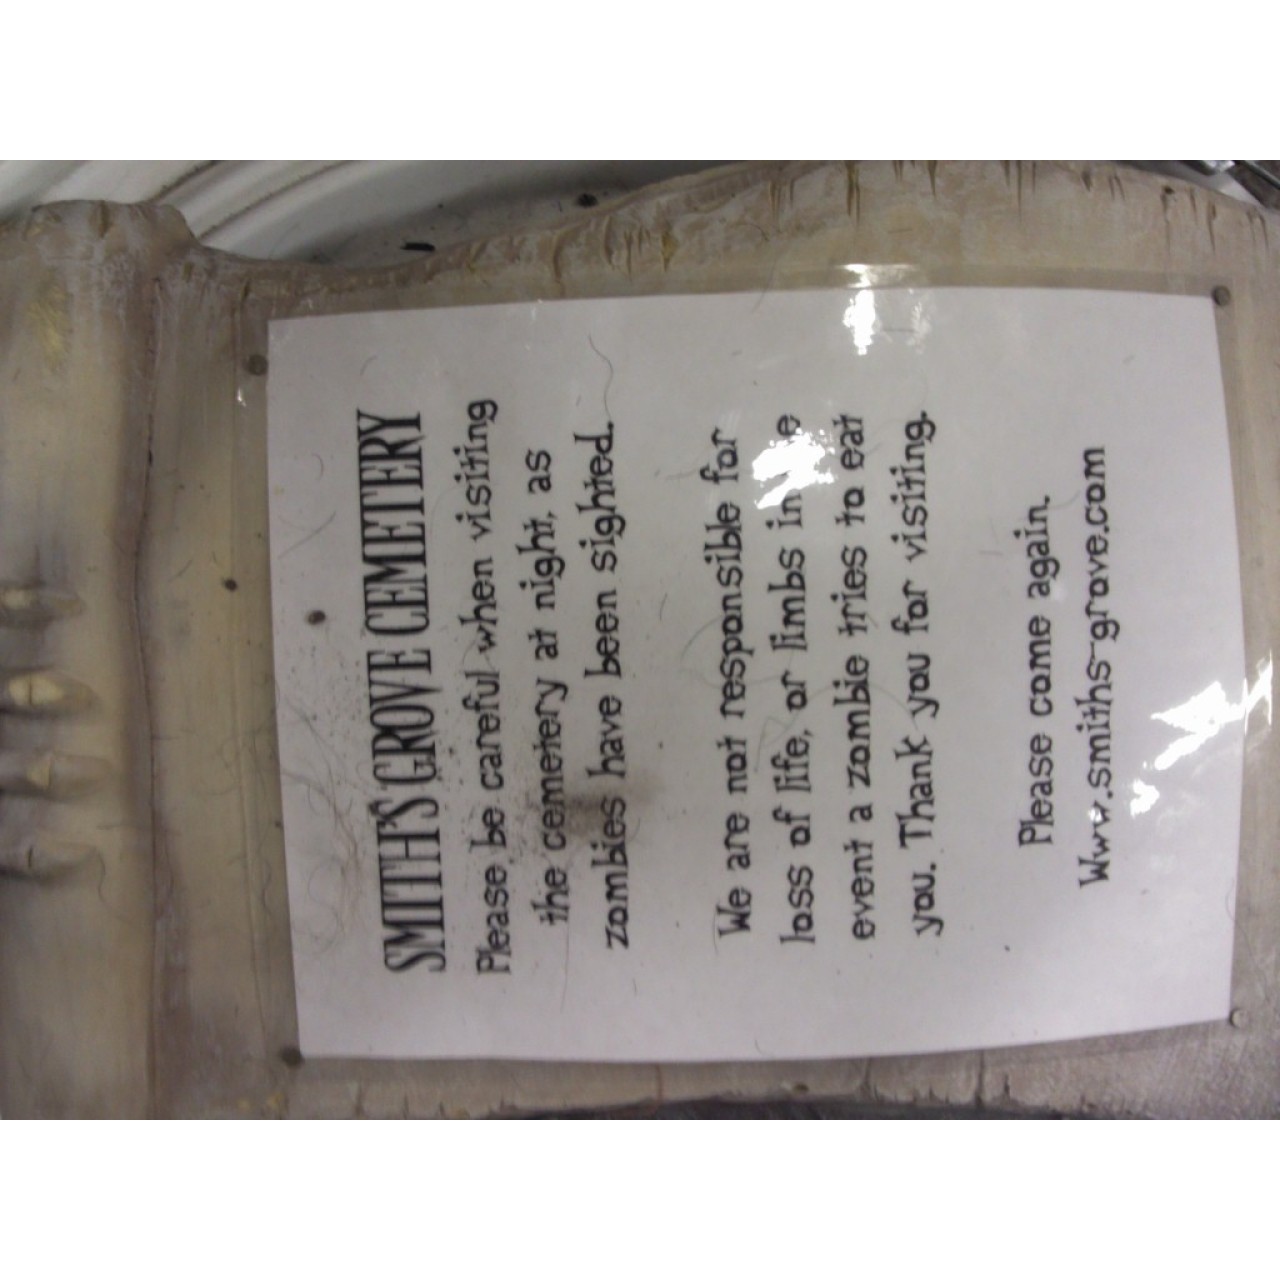 SMITH'S GROVE CEMETERY
Please be careful when visiting
the cemetery at night, as
zombies have been sighted.
We are not responsible for
loss of life, or limbs in
event a zombie tries to eat
you. Thank you for visiting.
Please come again.
Www.smiths-grove.com